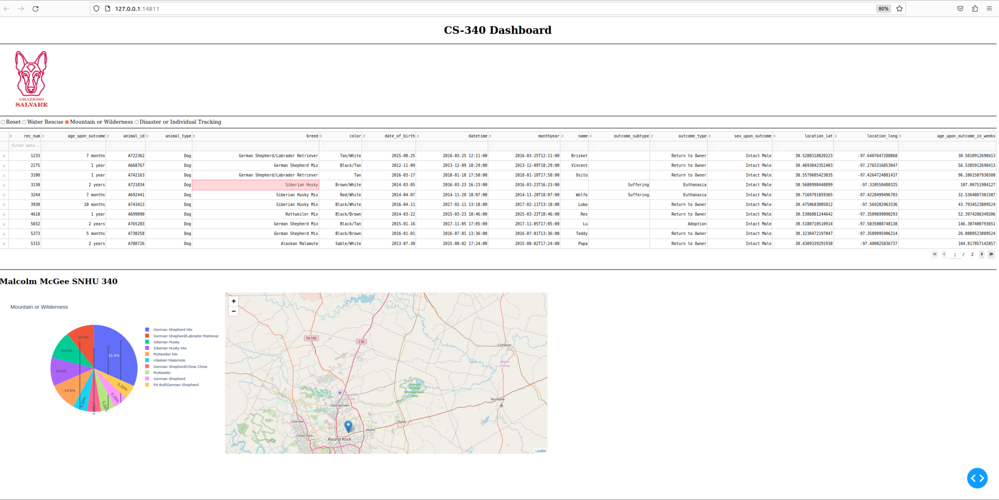 127.0.0.1:14811 80%
CS-340 Dashboard
GRAZIOSO
SALVARE
Reset Water Rescue Mountain or Wilderness Disaster or Individual Tracking
rec_num age_upon_outcome animal_id animal_type breed color date_of_birth datetime monthyear name outcome_subtype outcome_type sex_upon_outcome location_lat location_long age_upon_outcome_in_weeks
filter data...
1233 7 months A722362 Dog German Shepherd/Labrador Retriever Tan/White 2015-08-25 2016-03-25 12:11:00 2016-03-25T12:11:00 Brisket Return to Owner Intact Male 30.5288318820223 -97.6407647288868 30.5010912698413
2275 1 year A668767 Dog German Shepherd Mix Black/Tan 2012-11-09 2013-12-09 18:29:00 2013-12-09T18:29:00 Vincent Return to Owner Intact Male 30.4693842352403 -97.2765316853847 56.5385912698413
3100 1 year A742163 Dog German Shepherd/Labrador Retriever Tan 2016-03-17 2018-01-18 17:50:00 2018-01-18T17:50:00 Osito Return to Owner Intact Male 30.5579605423035 -97.4264724881437 96.1061507936508
3130 2 years A721834 Dog Siberian Husky Brown/White 2014-03-05 2016-03-23 16:23:00 2016-03-23T16:23:00 Suffering Euthanasia Intact Male 30.5680998448899 -97.320550480325 107.09751984127
3244 7 months A692441 Dog Siberian Husky Mix Red/White 2014-04-07 2014-11-20 18:07:00 2014-11-20T18:07:00 Wolfe Suffering Euthanasia Intact Male 30.7169791859365 -97.4228499496703 32.5364087301587
3930 10 months A743413 Dog Siberian Husky Mix Black/White 2016-04-11 2017-02-11 13:18:00 2017-02-11T13:18:00 Lobo Return to Owner Intact Male 30.4750683005012 -97.569282963336 43.7934523809524
4618 1 year A699090 Dog Rottweiler Mix Black/Brown 2014-03-22 2015-03-23 18:46:00 2015-03-23T18:46:00 Rex Return to Owner Intact Male 30.5386801244642 -97.3509699090293 52.3974206349206
5032 2 years A765283 Dog German Shepherd Mix Black/Tan 2015-01-16 2017-11-05 17:05:00 2017-11-05T17:05:00 Lu Adoption Intact Male 30.5180710510914 -97.5035088748138 146.387400793651
5273 5 months A730258 Dog German Shepherd Mix Black/Brown 2016-01-01 2016-07-01 13:36:00 2016-07-01T13:36:00 Teddy Return to Owner Intact Male 30.3238472197847 -97.3589995906214 26.0809523809524
5315 2 years A708726 Dog Alaskan Malamute Sable/White 2013-07-30 2015-08-02 17:24:00 2015-08-02T17:24:00 Papa Return to Owner Intact Male 30.4309339291938 -97.480825836737 104.817857142857
1 / 2
Malcolm McGee SNHU 340
Mountain or Wilderness
10.5%
31.6%
10.5%
10.5%
10.5%
5.26%
5.26%
5.26%
5.26%
5.26%
German Shepherd Mix
German Shepherd/Labrador Retriever
Siberian Husky
Siberian Husky Mix
Rottweiler Mix
Alaskan Malamute
German Shepherd/Chow Chow
Rottweiler
German Shepherd
Pit Bull/German Shepherd
+
−
TX 195
I 35
Cameron
Milam
County
Granger
Wildlife
Management
Area
Williamson
County
Georgetown
Rockdale
Leander
Taylor
Hutto
Cedar Park
Round Rock
Leaflet